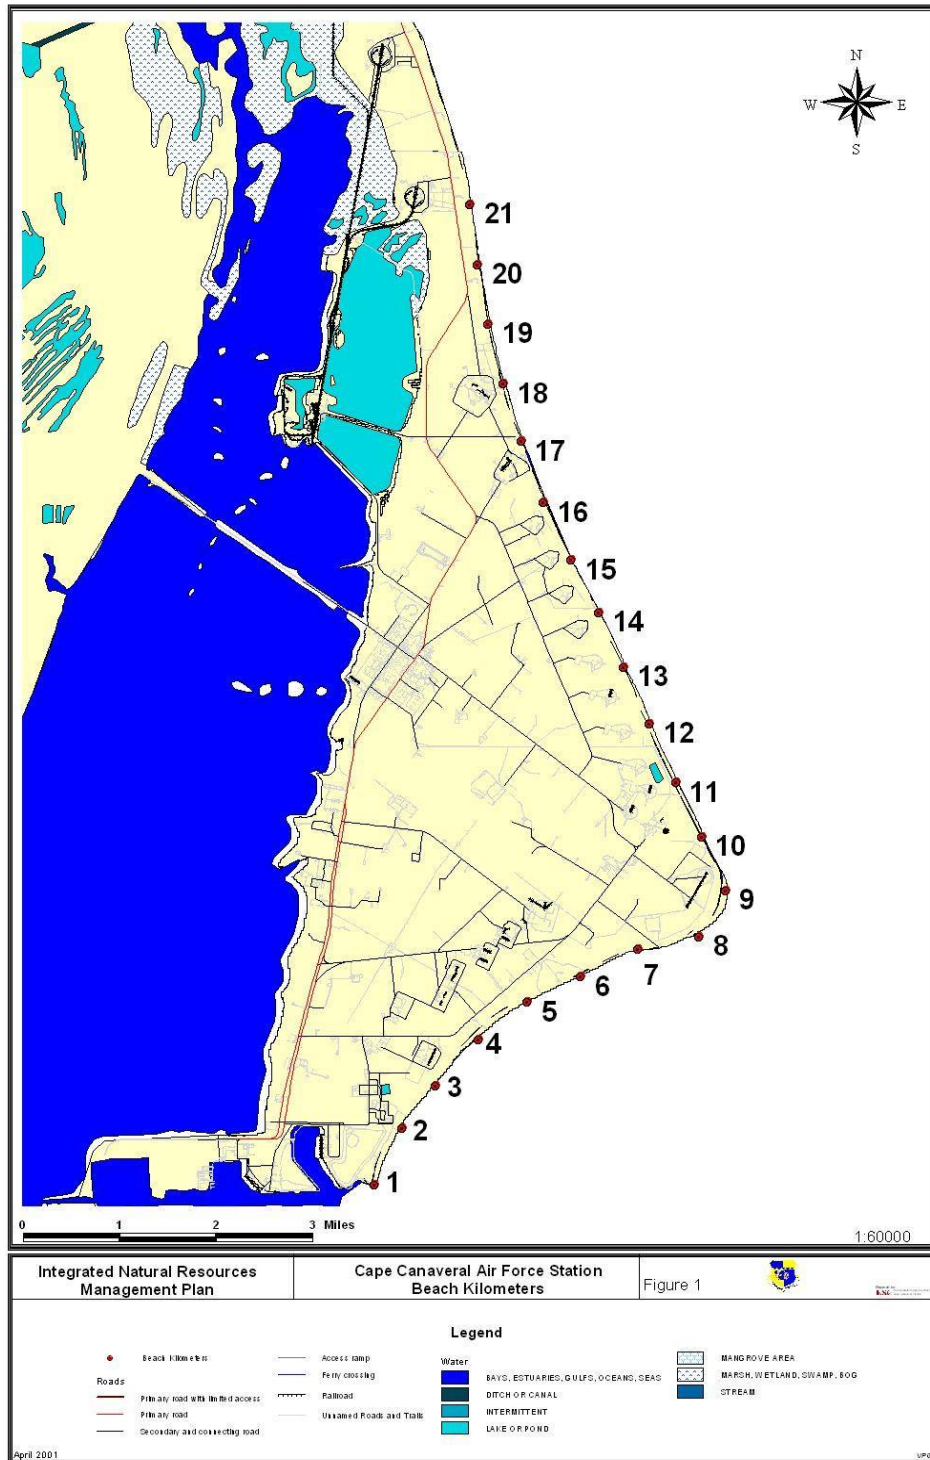 N
W E
S
21
20
19
18
17
16
15
14
13
12
11
10
9
8
7
6
5
4
3
2
1
0 1 2 3 Miles
1:60000
Integrated Natural Resources
Management Plan
Cape Canaveral Air Force Station
Beach Kilometers
Figure 1
Legend
Beach Kilometers
Roads
Primary road with limited access
Primary road
Secondary and connecting road
Access ramp
Ferry crossing
Railroad
Unnamed Roads and Trails
Water
BAYS, ESTUARIES, GULFS, OCEANS, SEAS
DITCH OR CANAL
INTERMITTENT
LAKE OR POND
MANGROVE AREA
MARSH, WETLAND, SWAMP, BOG
STREAM
April 2001